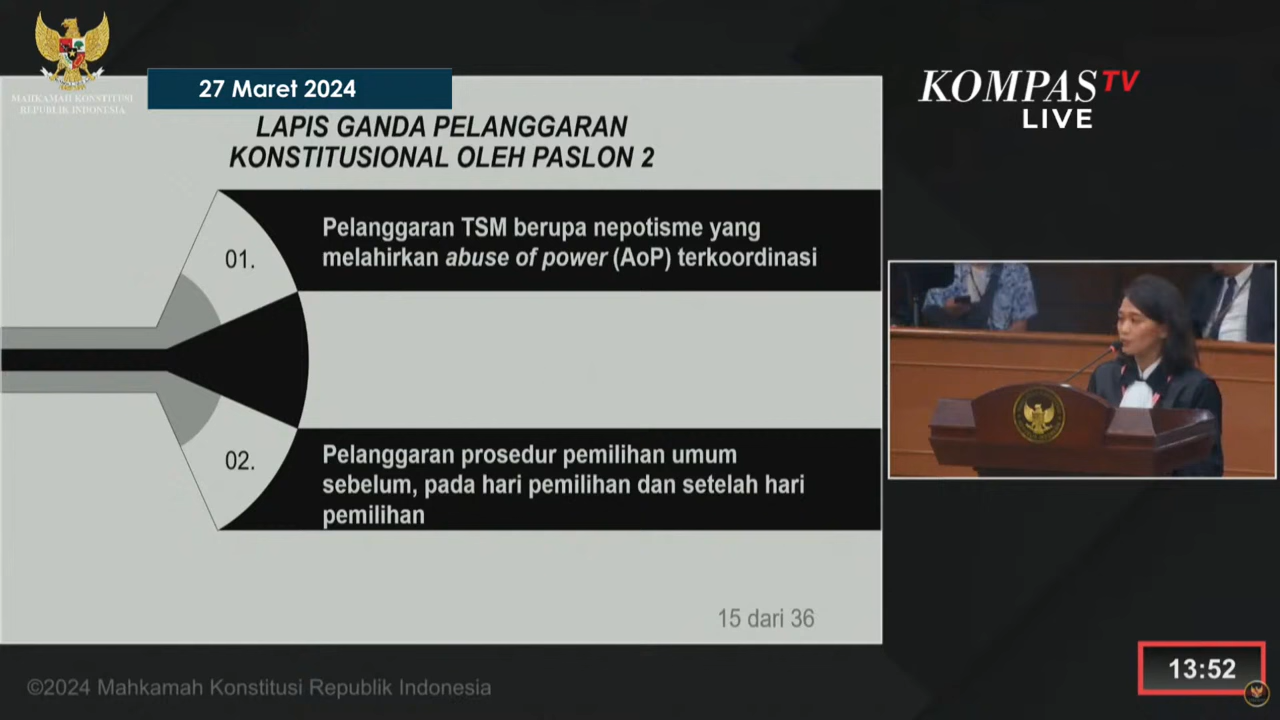 MAHKAMAH KONSTITUSI
REPUBLIK INDONESIA
27 Maret 2024
KOMPASTV
LIVE
LAPIS GANDA PELANGGARAN
KONSTITUSIONAL OLEH PASLON 2
01.
Pelanggaran TSM berupa nepotisme yang
melahirkan abuse of power (AoP) terkoordinasi
02.
Pelanggaran prosedur pemilihan umum
sebelum, pada hari pemilihan dan setelah hari
pemilihan
15 dari 36
©2024 Mahkamah Konstitusi Republik Indonesia
13:52